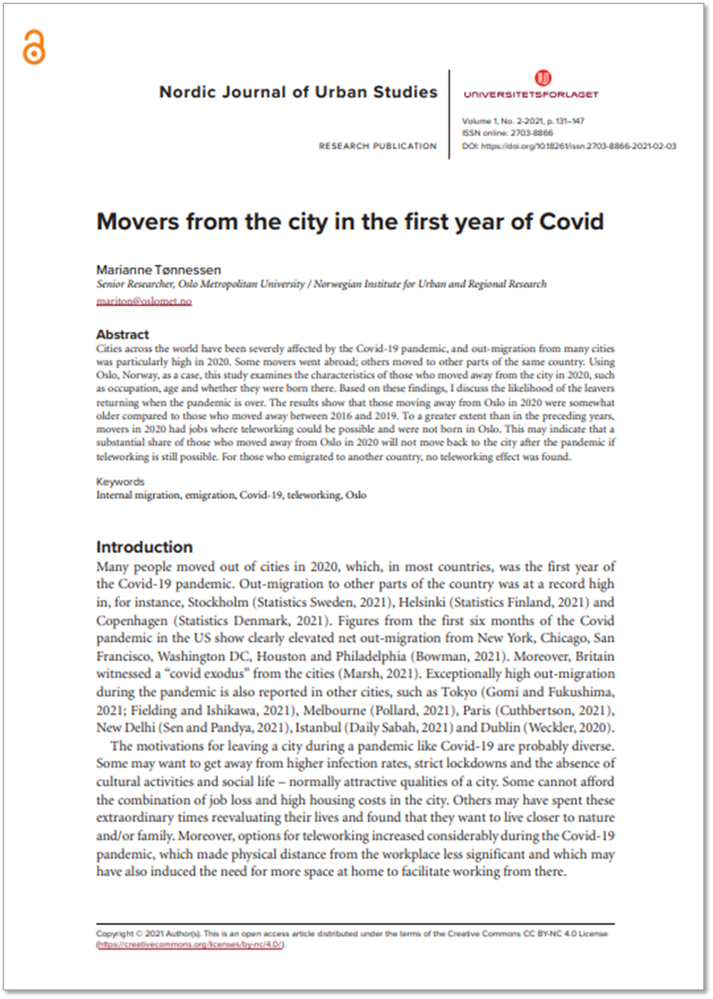 Nordic Journal of Urban Studies
RESEARCH PUBLICATION
UNIVERSITETSFORLAGET
Volume 1, No. 2-2021, p. 131–147
ISSN online: 2703-8866
DOI: https://doi.org/10.18261/issn.2703-8866-2021-02-03
Movers from the city in the first year of Covid
Marianne Tønnessen
Senior Researcher, Oslo Metropolitan University / Norwegian Institute for Urban and Regional Research
mariton@oslomet.no
Abstract
Cities across the world have been severely affected by the Covid-19 pandemic, and out-migration from many cities
was particularly high in 2020. Some movers went abroad; others moved to other parts of the same country. Using
Oslo, Norway, as a case, this study examines the characteristics of those who moved away from the city in 2020, such
as occupation, age and whether they were born there. Based on these findings, I discuss the likelihood of the leavers
returning when the pandemic is over. The results show that those moving away from Oslo in 2020 were somewhat
older compared to those who moved away between 2016 and 2019. To a greater extent than in the preceding years,
movers in 2020 had jobs where teleworking could be possible and were not born in Oslo. This may indicate that a
substantial share of those who moved away from Oslo in 2020 will not move back to the city after the pandemic if
teleworking is still possible. For those who emigrated to another country, no teleworking effect was found.
Keywords
Internal migration, emigration, Covid-19, teleworking, Oslo
Introduction
Many people moved out of cities in 2020, which, in most countries, was the first year of
the Covid-19 pandemic. Out-migration to other parts of the country was at a record high
in, for instance, Stockholm (Statistics Sweden, 2021), Helsinki (Statistics Finland, 2021) and
Copenhagen (Statistics Denmark, 2021). Figures from the first six months of the Covid
pandemic in the US show clearly elevated net out-migration from New York, Chicago, San
Francisco, Washington DC, Houston and Philadelphia (Bowman, 2021). Moreover, Britain
witnessed a “covid exodus” from the cities (Marsh, 2021). Exceptionally high out-migration
during the pandemic is also reported in other cities, such as Tokyo (Gomi and Fukushima,
2021; Fielding and Ishikawa, 2021), Melbourne (Pollard, 2021), Paris (Cuthbertson, 2021),
New Delhi (Sen and Pandya, 2021), Istanbul (Daily Sabah, 2021) and Dublin (Weckler, 2020).
The motivations for leaving a city during a pandemic like Covid-19 are probably diverse.
Some may want to get away from higher infection rates, strict lockdowns and the absence of
cultural activities and social life – normally attractive qualities of a city. Some cannot afford
the combination of job loss and high housing costs in the city. Others may have spent these
extraordinary times reevaluating their lives and found that they want to live closer to nature
and/or family. Moreover, options for teleworking increased considerably during the Covid-19
pandemic, which made physical distance from the workplace less significant and which may
have also induced the need for more space at home to facilitate working from there.
Copyright © 2021 Author(s). This is an open access article distributed under the terms of the Creative Commons CC BY-NC 4.0 License
(https://creativecommons.org/licenses/by-nc/4.0/).